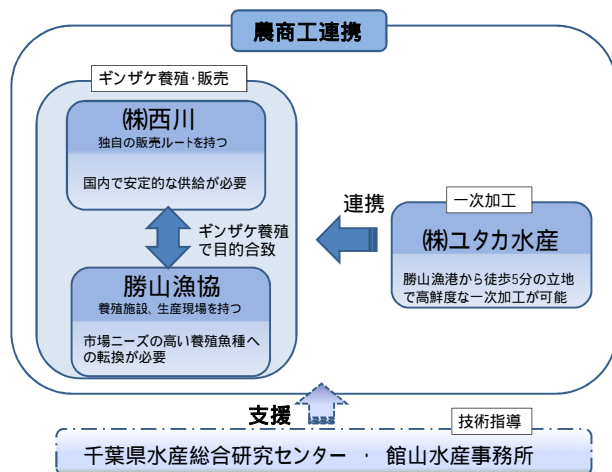 農商工連携
ギンザケ養殖・販売
㈱西川
独自の販売ルートを持つ
国内で安定的な供給が必要
ギンザケ養殖
で目的合致
勝山漁協
養殖施設、生産現場を持つ
市場ニーズの高い養殖魚種へ
の転換が必要
連携
一次加工
㈱ユタカ水産
勝山漁港から徒歩5分の立地
で高鮮度な一次加工が可能
支援
技術指導
千葉県水産総合研究センター ・ 館山水産事務所